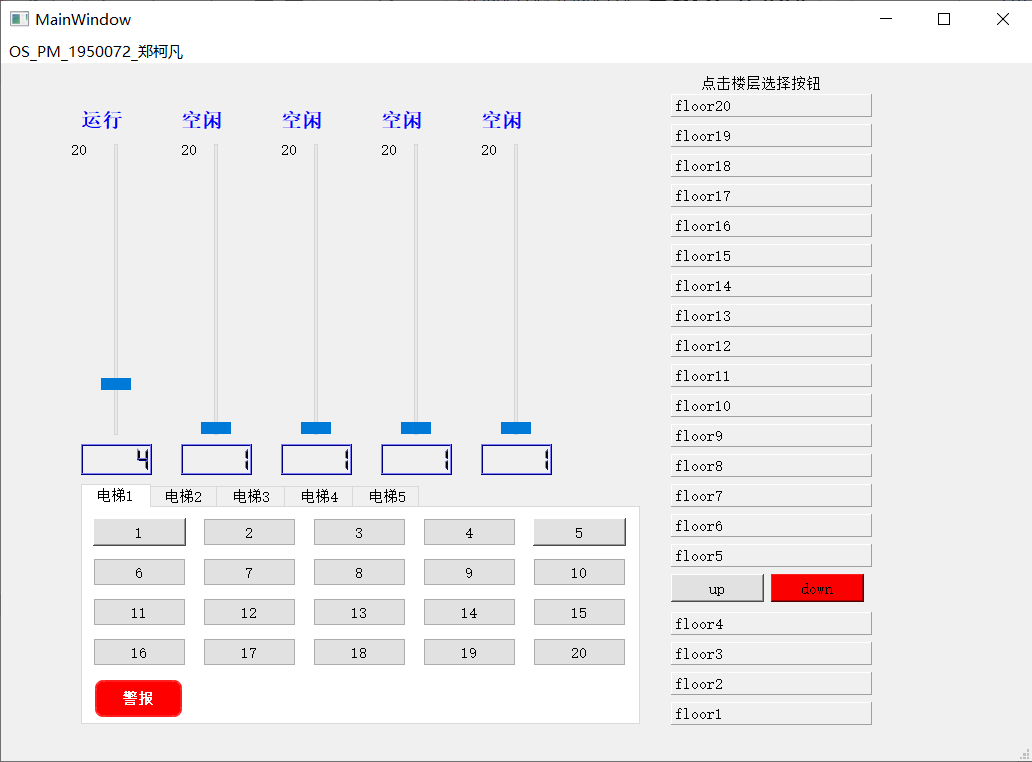 MainWindow
OS_PM_1950072_郑柯凡
点击楼层选择按钮
运行 空闲 空闲 空闲 空闲
20 20 20 20 20
4 1 1 1 1
电梯1 电梯2 电梯3 电梯4 电梯5
1 2 3 4 5
6 7 8 9 10
11 12 13 14 15
16 17 18 19 20
警报
floor20
floor19
floor18
floor17
floor16
floor15
floor14
floor13
floor12
floor11
floor10
floor9
floor8
floor7
floor6
floor5
up down
floor4
floor3
floor2
floor1